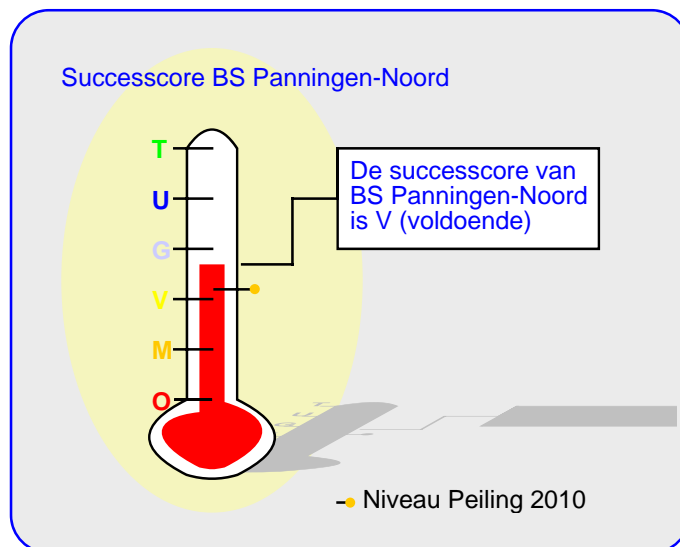 Successcore BS Panningen-Noord
T
De successcore van
BS Panningen-Noord
is V (voldoende)
U
G
V
M
O
Niveau Peiling 2010